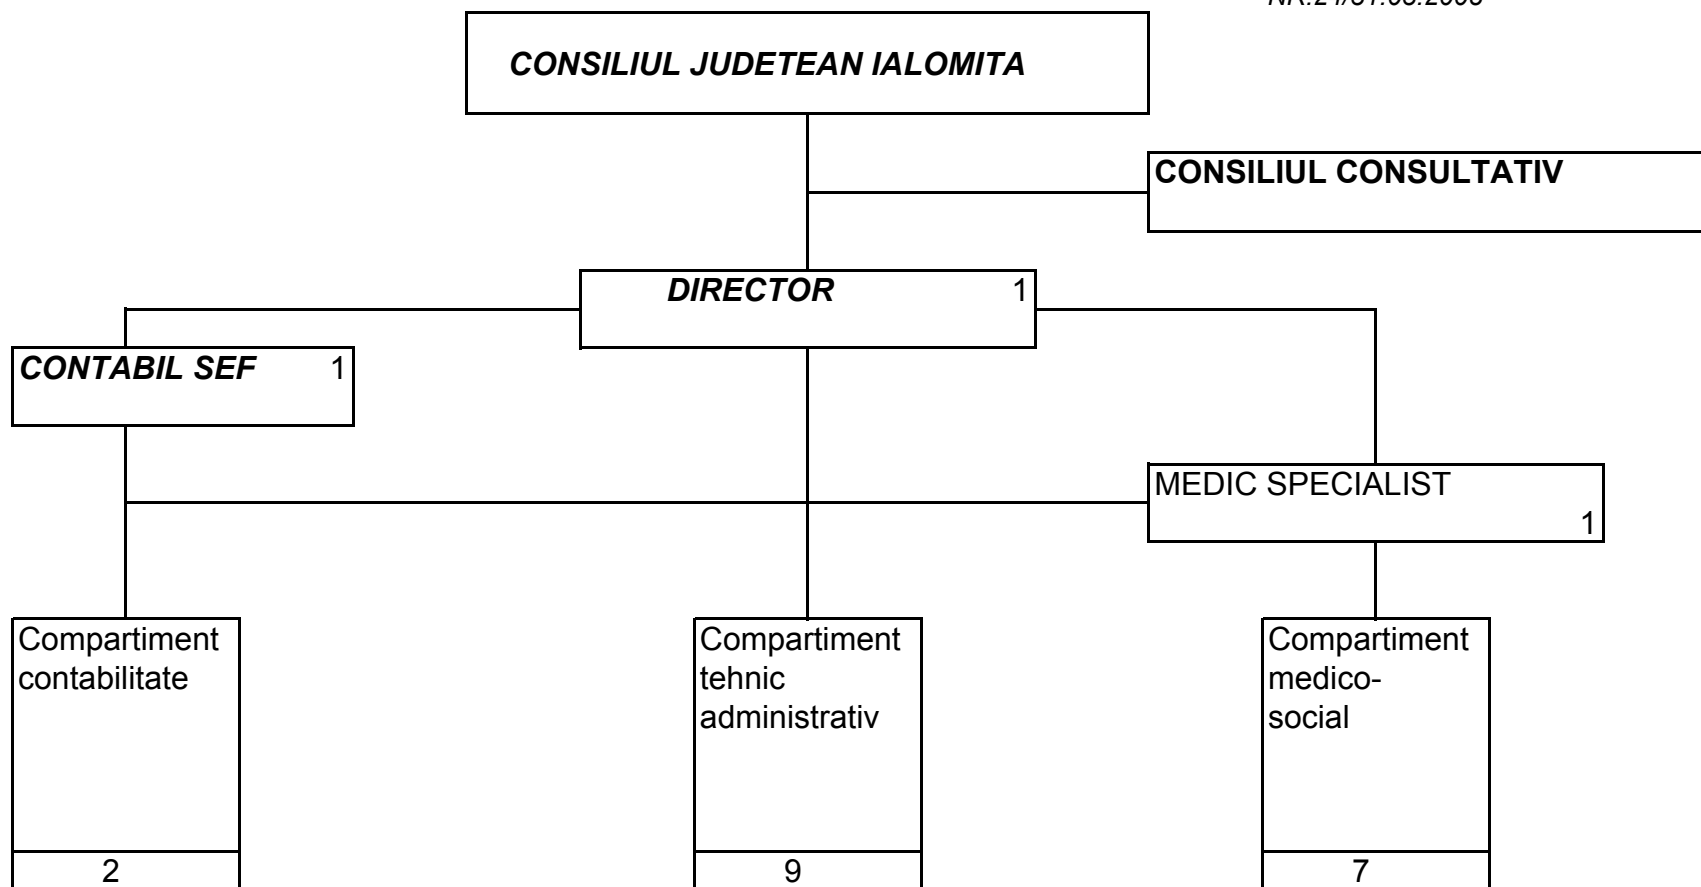 CONSILIUL JUDETEAN IALOMITA
CONSILIUL CONSULTATIV
DIRECTOR 1
CONTABIL SEF 1
MEDIC SPECIALIST
1
Compartiment
contabilitate
2
Compartiment
tehnic
administrativ
9
Compartiment
medico-
social
7